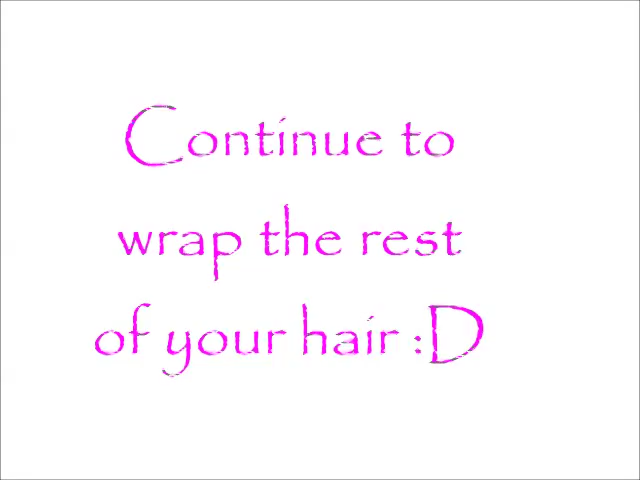 Continue to
wrap the rest
of your hair :D